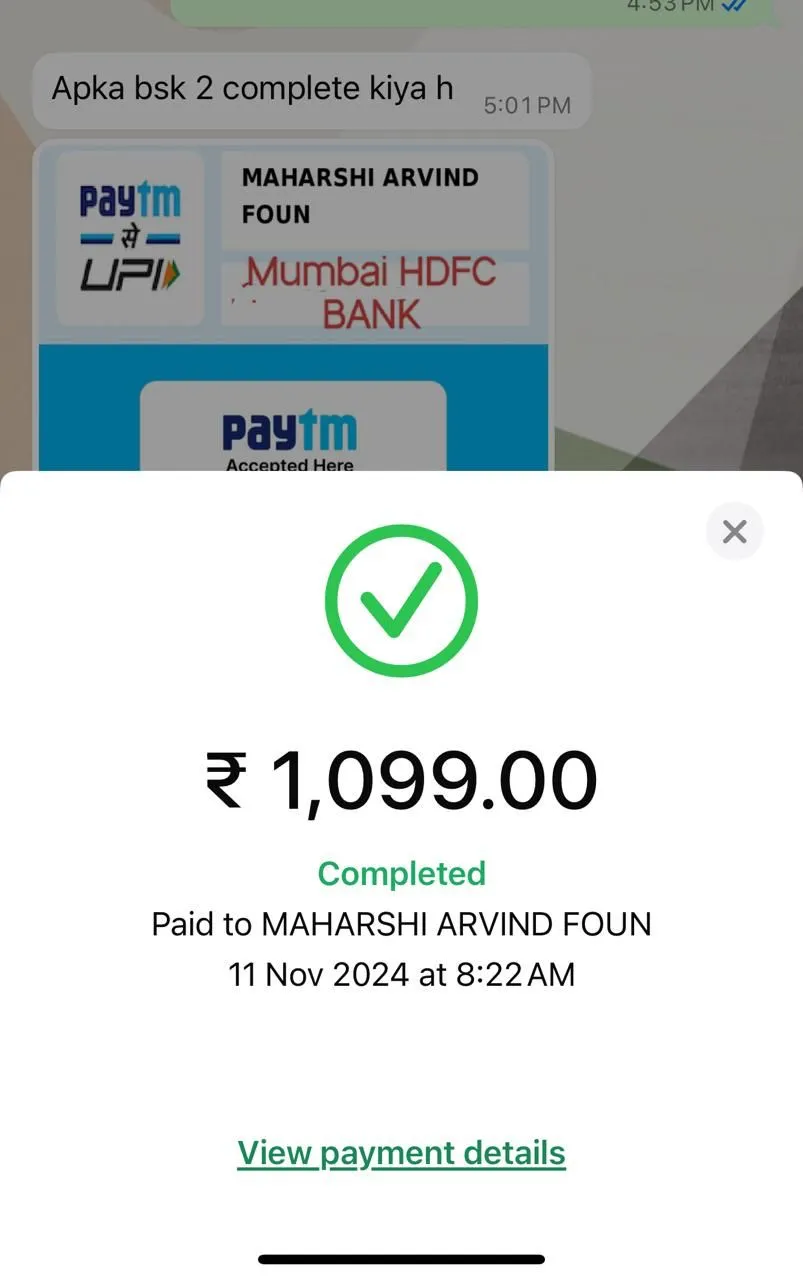 4:53 PM
Apka bsk 2 complete kiya h
5:01 PM
paytm
से
UPI
MAHARSHI ARVIND
FOUN
Mumbai HDFC
BANK
paytm
Accepted Here
₹ 1,099.00
Completed
Paid to MAHARSHI ARVIND FOUN
11 Nov 2024 at 8:22 AM
View payment details